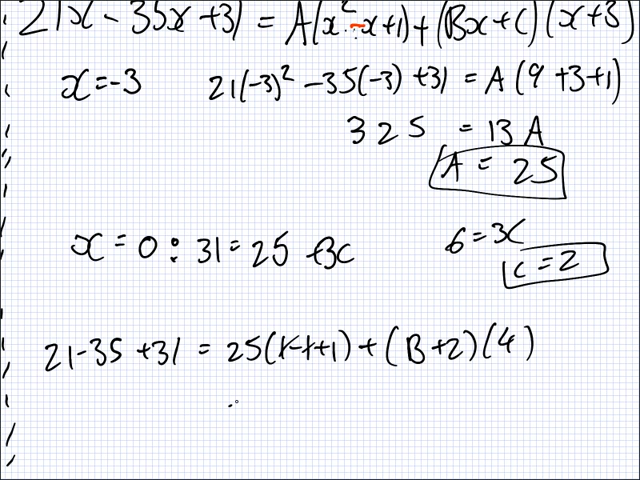 21x - 35x + 31 = A(x² - x + 1) + (Bx + C)(x + 3)
x = -3 21(-3)² - 35(-3) + 31 = A(9 + 3 + 1)
325 = 13A
A = 25
x = 0 : 31 = 25 + 3C 6 = 3C
C = 2
21 - 35 + 31 = 25(1 - 1 + 1) + (B + 2)(4)